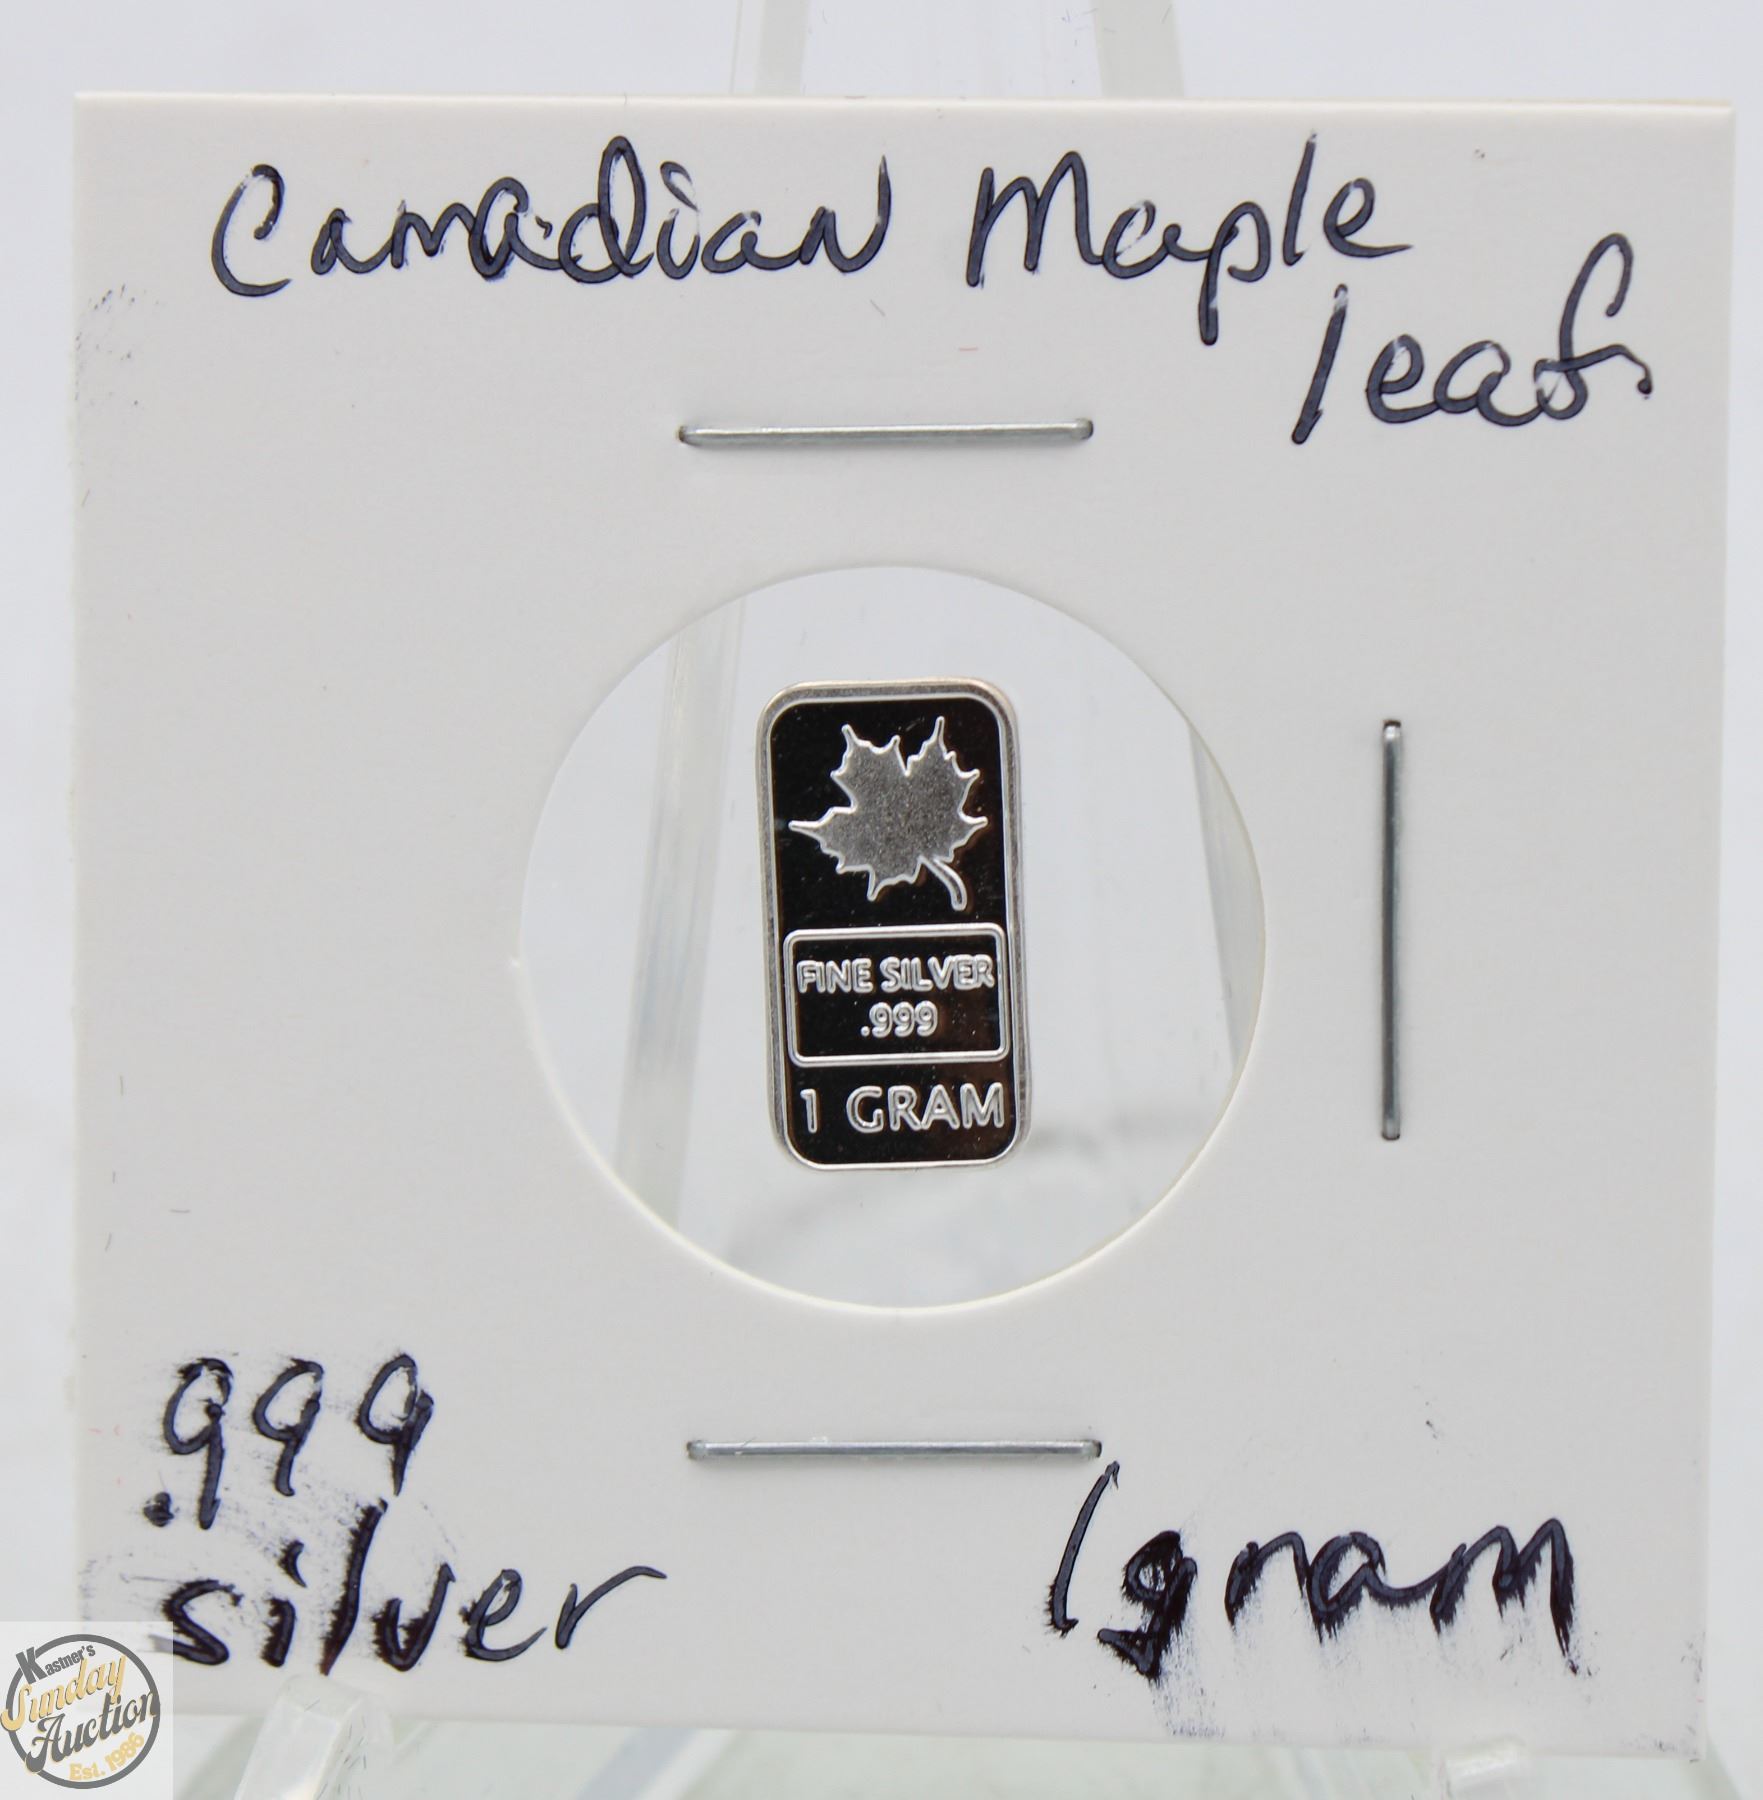 Canadian Maple
leaf
FINE SILVER
.999
1 GRAM
.999
silver
1gram
Kastner's
Sunday
Auction
Est. 1986